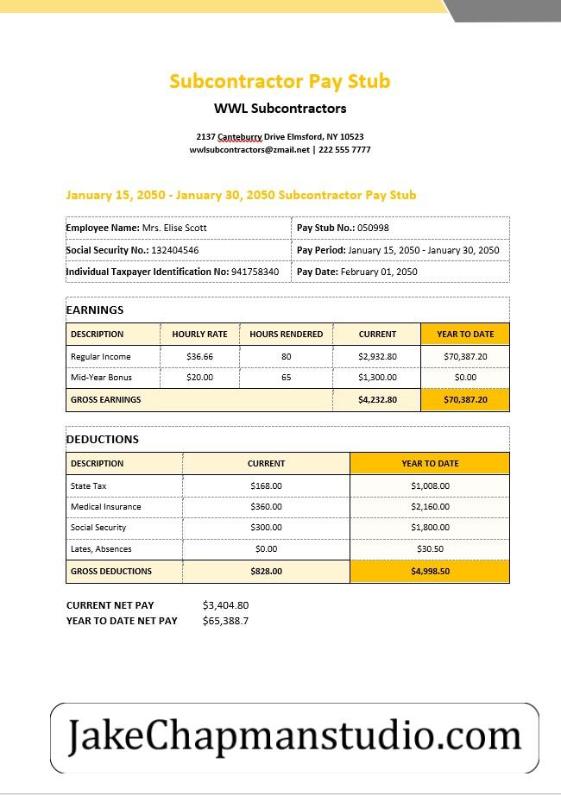 Subcontractor Pay Stub
WWL Subcontractors
2137 Canteburry Drive Elmsford, NY 10523
wwlsubcontractors@zmail.net | 222 555 7777
January 15, 2050 - January 30, 2050 Subcontractor Pay Stub
Employee Name: Mrs. Elise Scott Pay Stub No.: 050998
Social Security No.: 132404546 Pay Period: January 15, 2050 - January 30, 2050
Individual Taxpayer Identification No: 941758340 Pay Date: February 01, 2050
EARNINGS
DESCRIPTION HOURLY RATE HOURS RENDERED CURRENT YEAR TO DATE
Regular Income $36.66 80 $2,932.80 $70,387.20
Mid-Year Bonus $20.00 65 $1,300.00 $0.00
GROSS EARNINGS $4,232.80 $70,387.20
DEDUCTIONS
DESCRIPTION CURRENT YEAR TO DATE
State Tax $168.00 $1,008.00
Medical Insurance $360.00 $2,160.00
Social Security $300.00 $1,800.00
Lates, Absences $0.00 $30.50
GROSS DEDUCTIONS $828.00 $4,998.50
CURRENT NET PAY $3,404.80
YEAR TO DATE NET PAY $65,388.7
JakeChapmanstudio.com